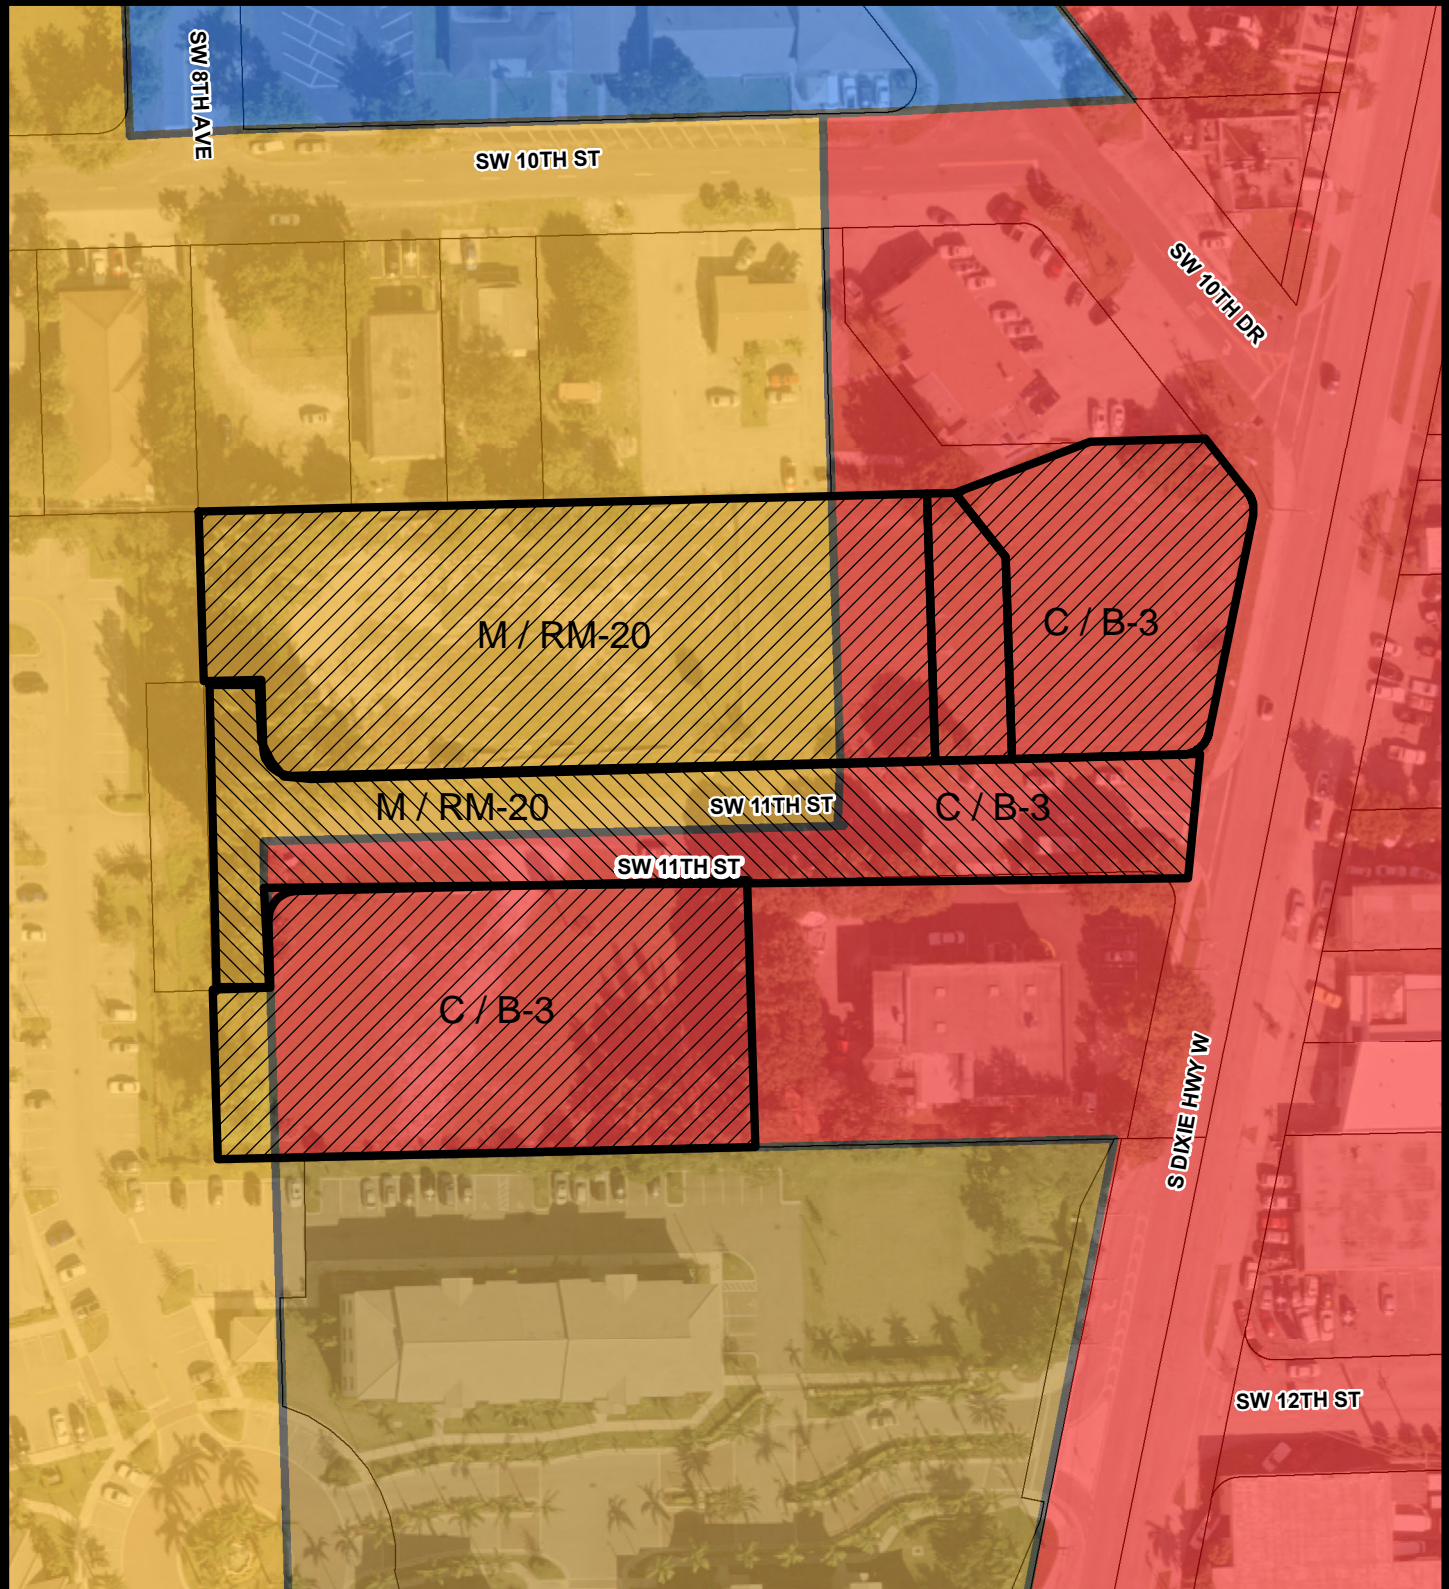 SW 8TH AVE
SW 10TH ST
SW 10TH DR
M / RM-20
C / B-3
M / RM-20
SW 11TH ST
C / B-3
SW 11TH ST
C / B-3
S DIXIE HWY W
SW 12TH ST